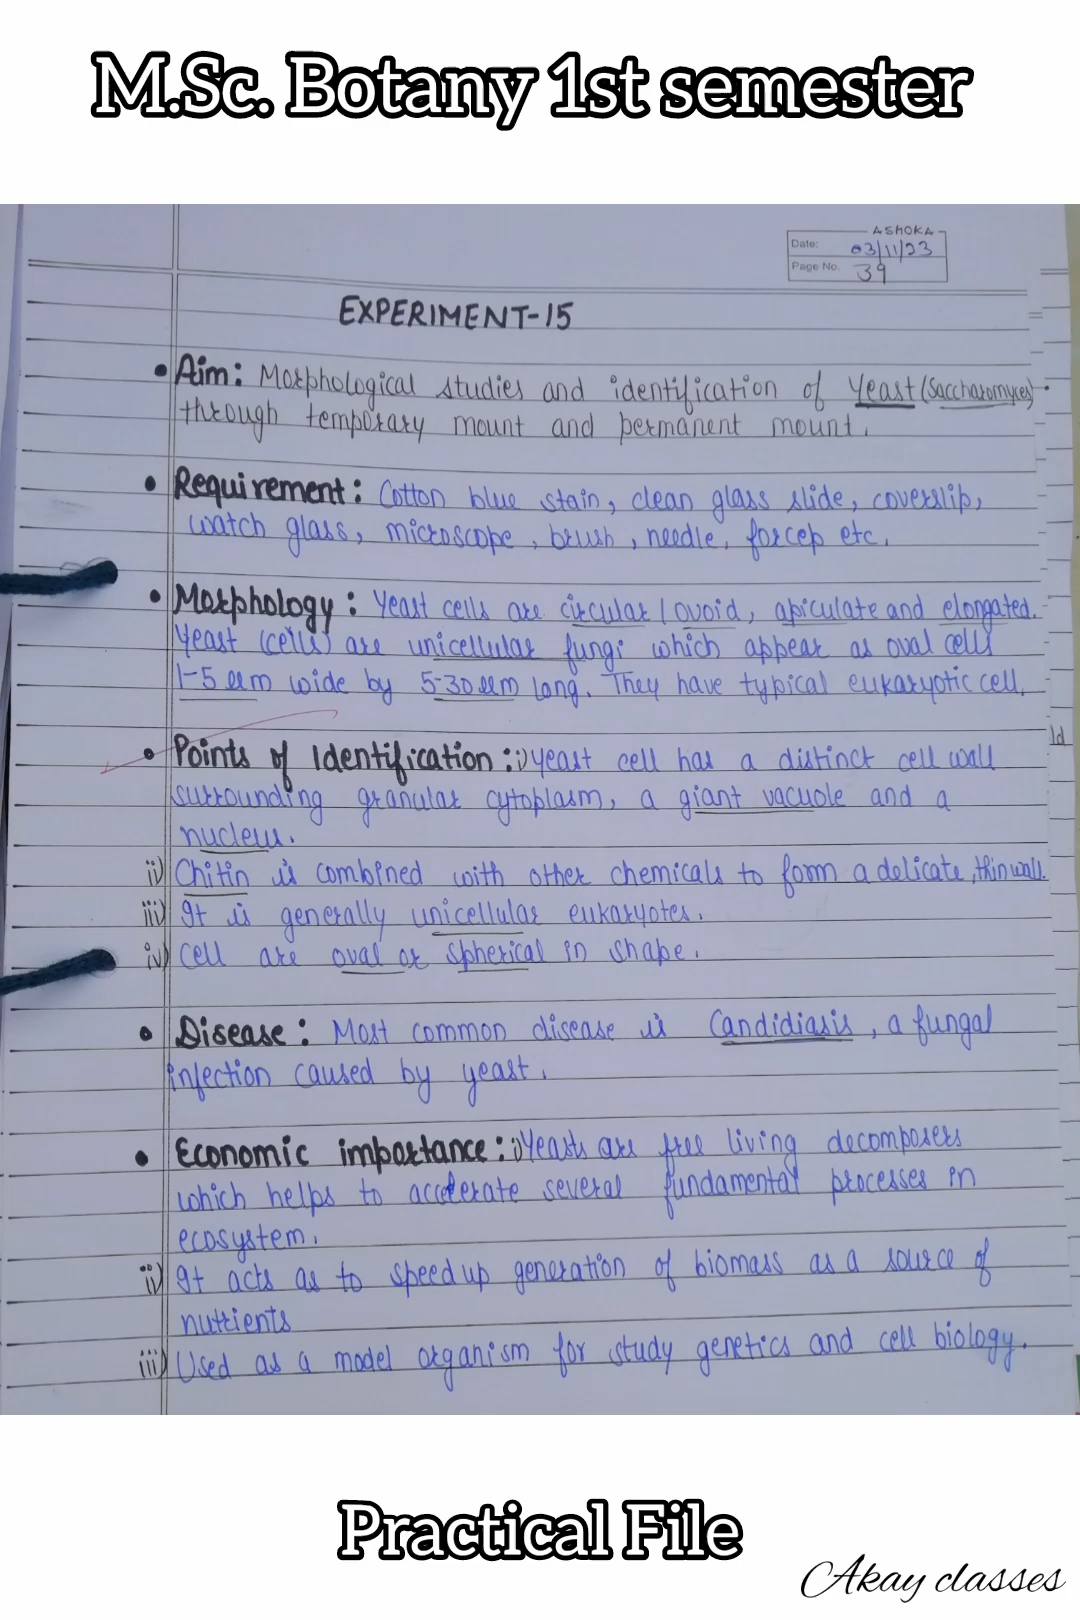 M.Sc. Botany 1st semester
ASHOKA
Date: 03/11/23
Page No. 39
EXPERIMENT-15
• Aim: Morphological studies and identification of Yeast (Saccharomyces)
through temporary mount and permanent mount.
• Requirement: Cotton blue stain, clean glass slide, coverslip,
watch glass, microscope, brush, needle, forcep etc.
• Morphology: Yeast cells are circular/ovoid, apiculate and elongated.
Yeast (cells) are unicellular fungi which appear as oval cells
1-5 µm wide by 5-30 µm long. They have typical eukaryotic cell.
• Points of Identification: i) Yeast cell has a distinct cell wall
surrounding granular cytoplasm, a giant vacuole and a
nucleus.
ii) Chitin is combined with other chemicals to form a delicate, thin wall.
iii) It is generally unicellular eukaryotes.
iv) Cell are oval or spherical in shape.
• Disease: Most common disease is Candidiasis, a fungal
infection caused by yeast.
• Economic importance: i) Yeasts are free living decomposers
which helps to accelerate several fundamental processes in
ecosystem.
ii) It acts as to speed up generation of biomass as a source of
nutrients
iii) Used as a model organism for study genetics and cell biology.
Practical File
Akay classes